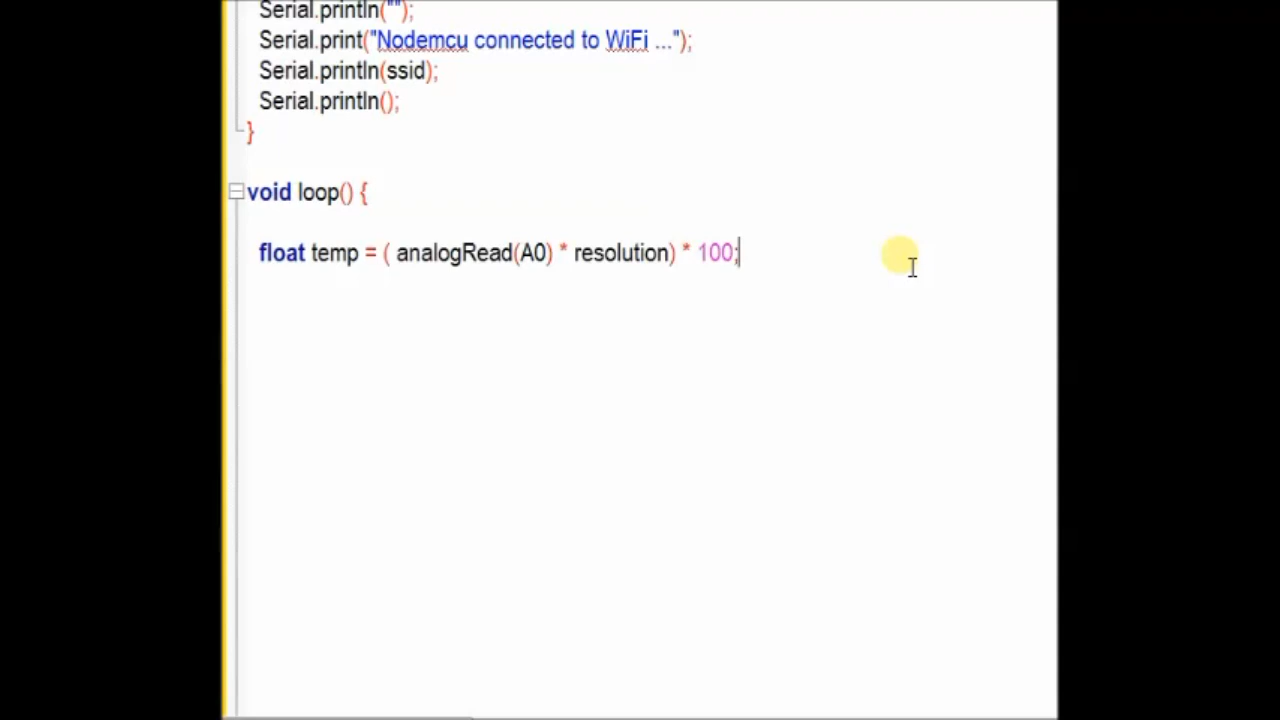 Serial.println("");
Serial.print("Nodemcu connected to WiFi ...");
Serial.println(ssid);
Serial.println();
}
void loop() {
float temp = ( analogRead(A0) * resolution) * 100;